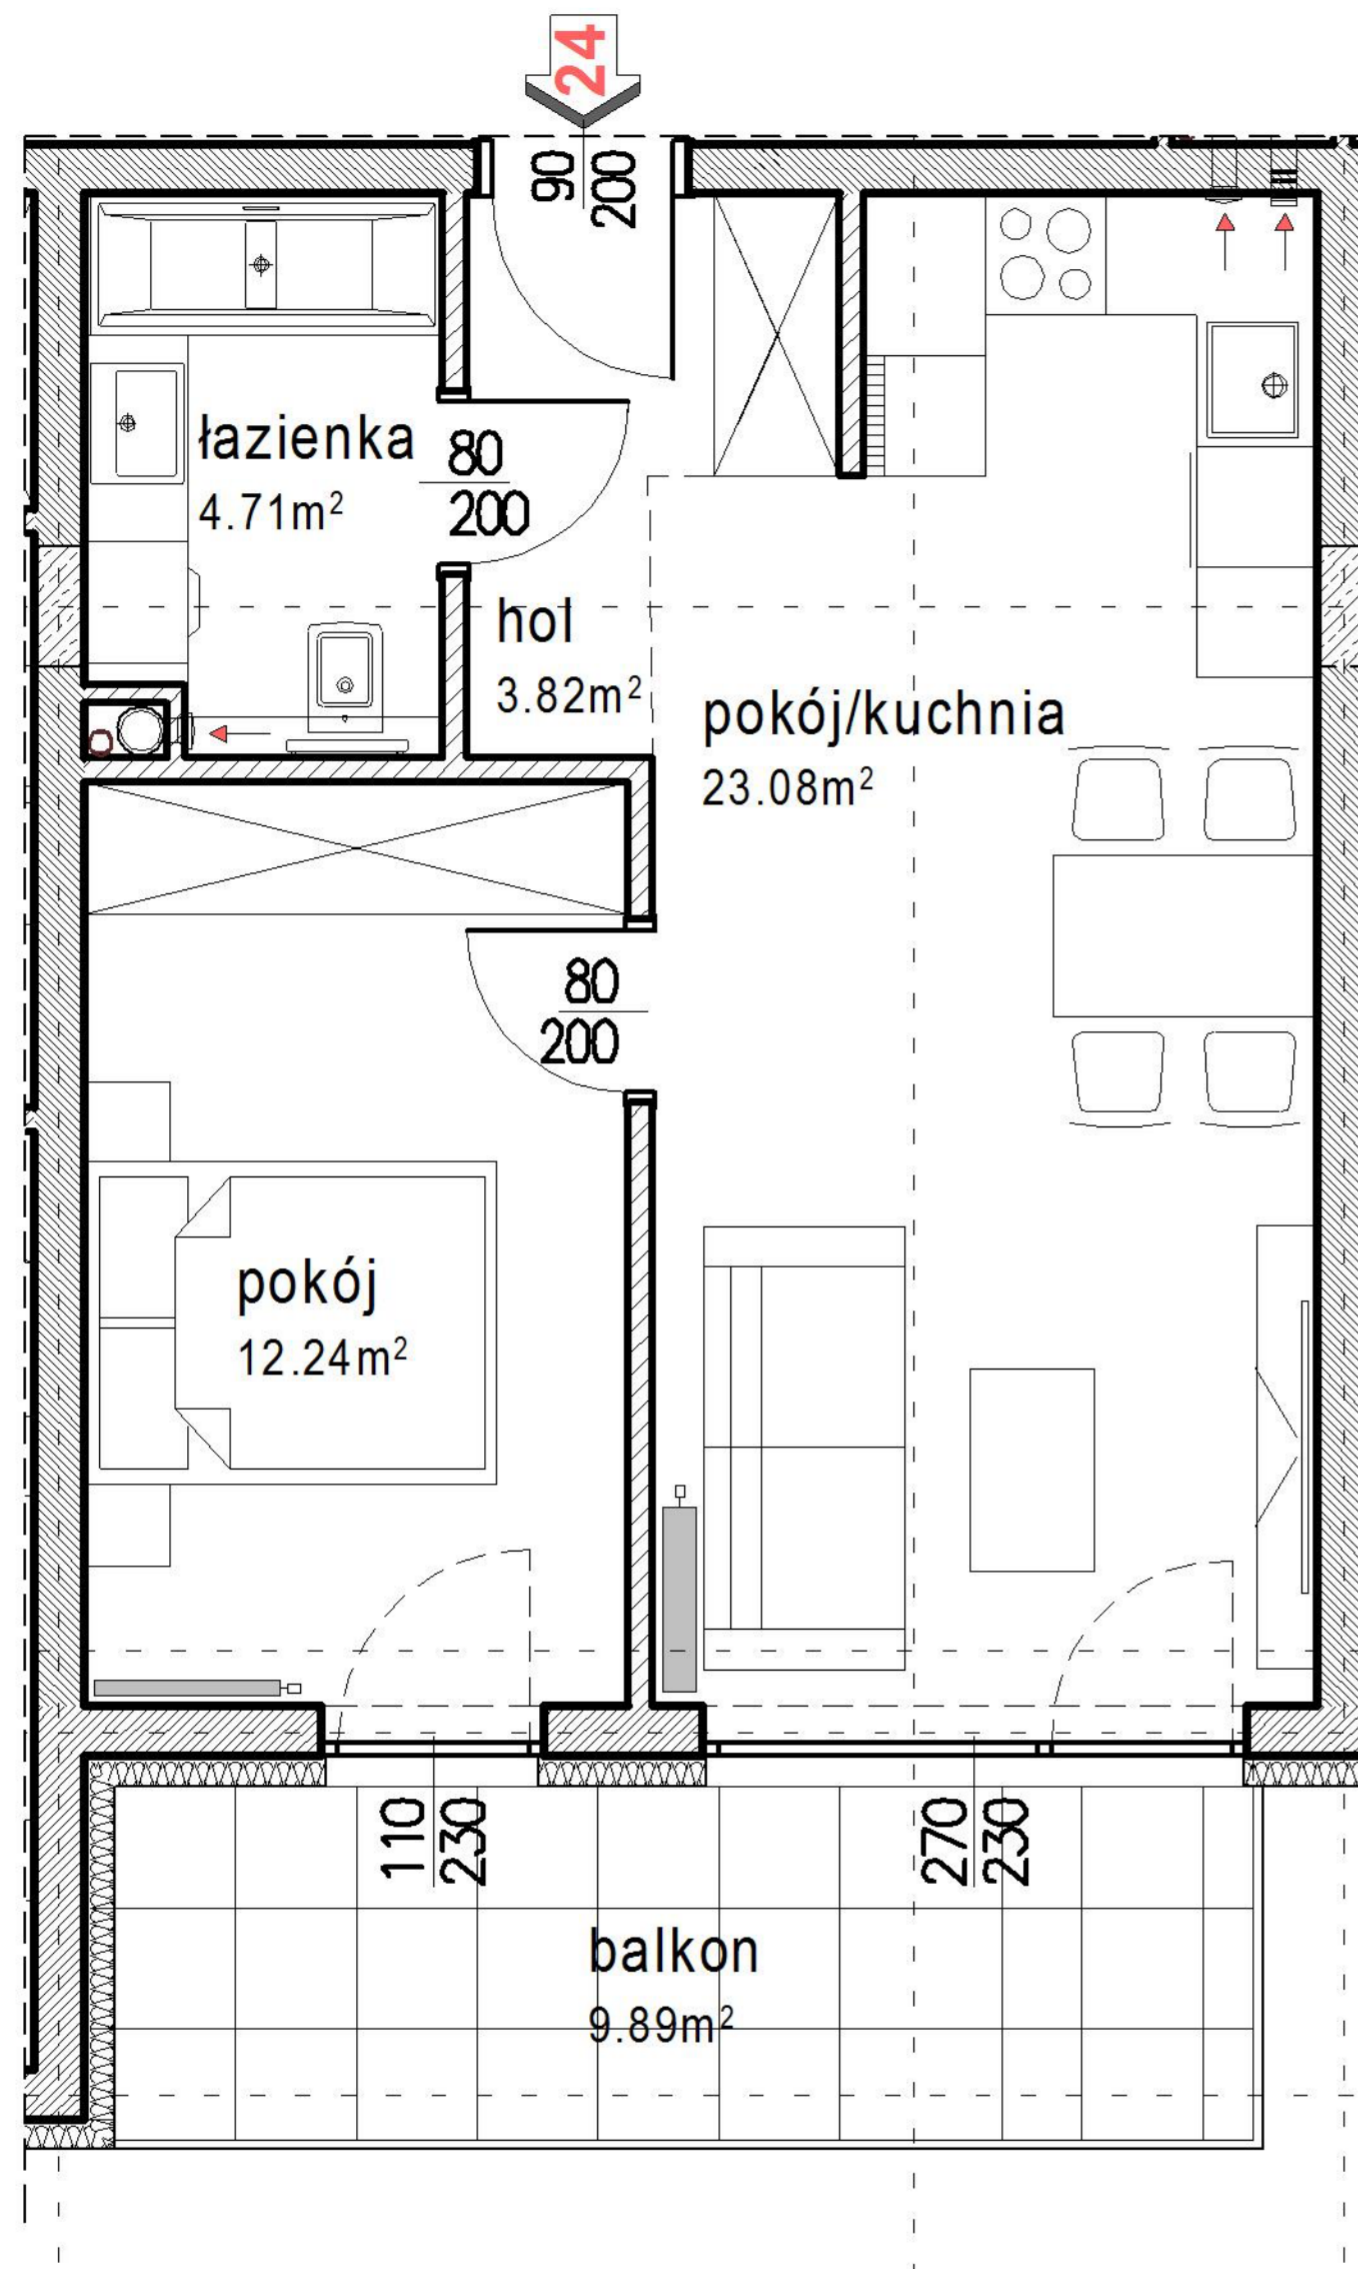 24
90
200
łazienka
4.71m²
80
200
hol
3.82m²
pokój/kuchnia
23.08m²
80
200
pokój
12.24m²
110
230
270
230
balkon
9.89m²